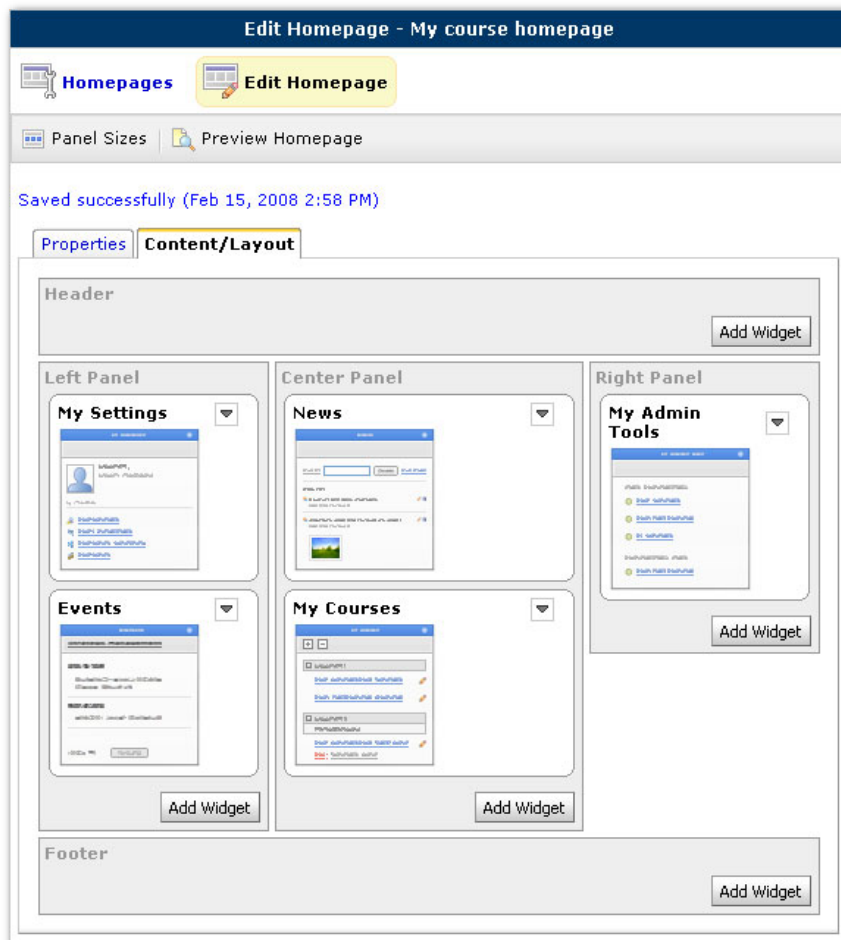 Edit Homepage - My course homepage
Homepages
Edit Homepage
Panel Sizes
Preview Homepage
Saved successfully (Feb 15, 2008 2:58 PM)
Properties
Content/Layout
Header
Add Widget
Left Panel
My Settings
Events
Add Widget
Center Panel
News
My Courses
Add Widget
Right Panel
My Admin
Tools
Add Widget
Footer
Add Widget